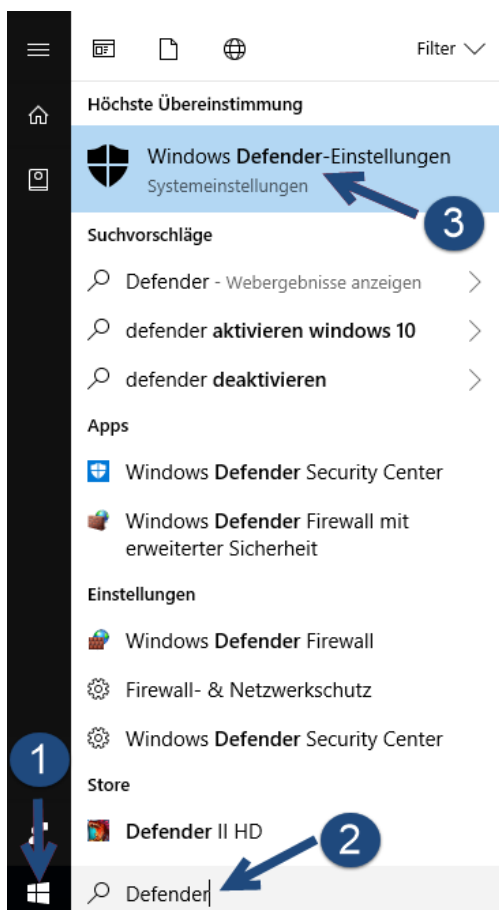 Filter
Höchste Übereinstimmung
Windows Defender-Einstellungen
Systemeinstellungen
3
Suchvorschläge
Defender - Webergebnisse anzeigen
defender aktivieren windows 10
defender deaktivieren
Apps
Windows Defender Security Center
Windows Defender Firewall mit
erweiterter Sicherheit
Einstellungen
Windows Defender Firewall
Firewall- & Netzwerkschutz
Windows Defender Security Center
1
Store
Defender II HD
2
Defender